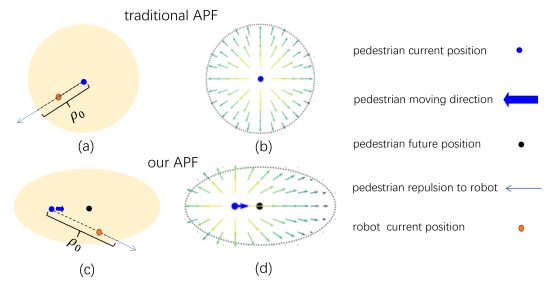 traditional APF
ρ₀
(a)
(b)
our APF
ρ₀
(c)
(d)
pedestrian current position
pedestrian moving direction
pedestrian future position
pedestrian repulsion to robot
robot current position